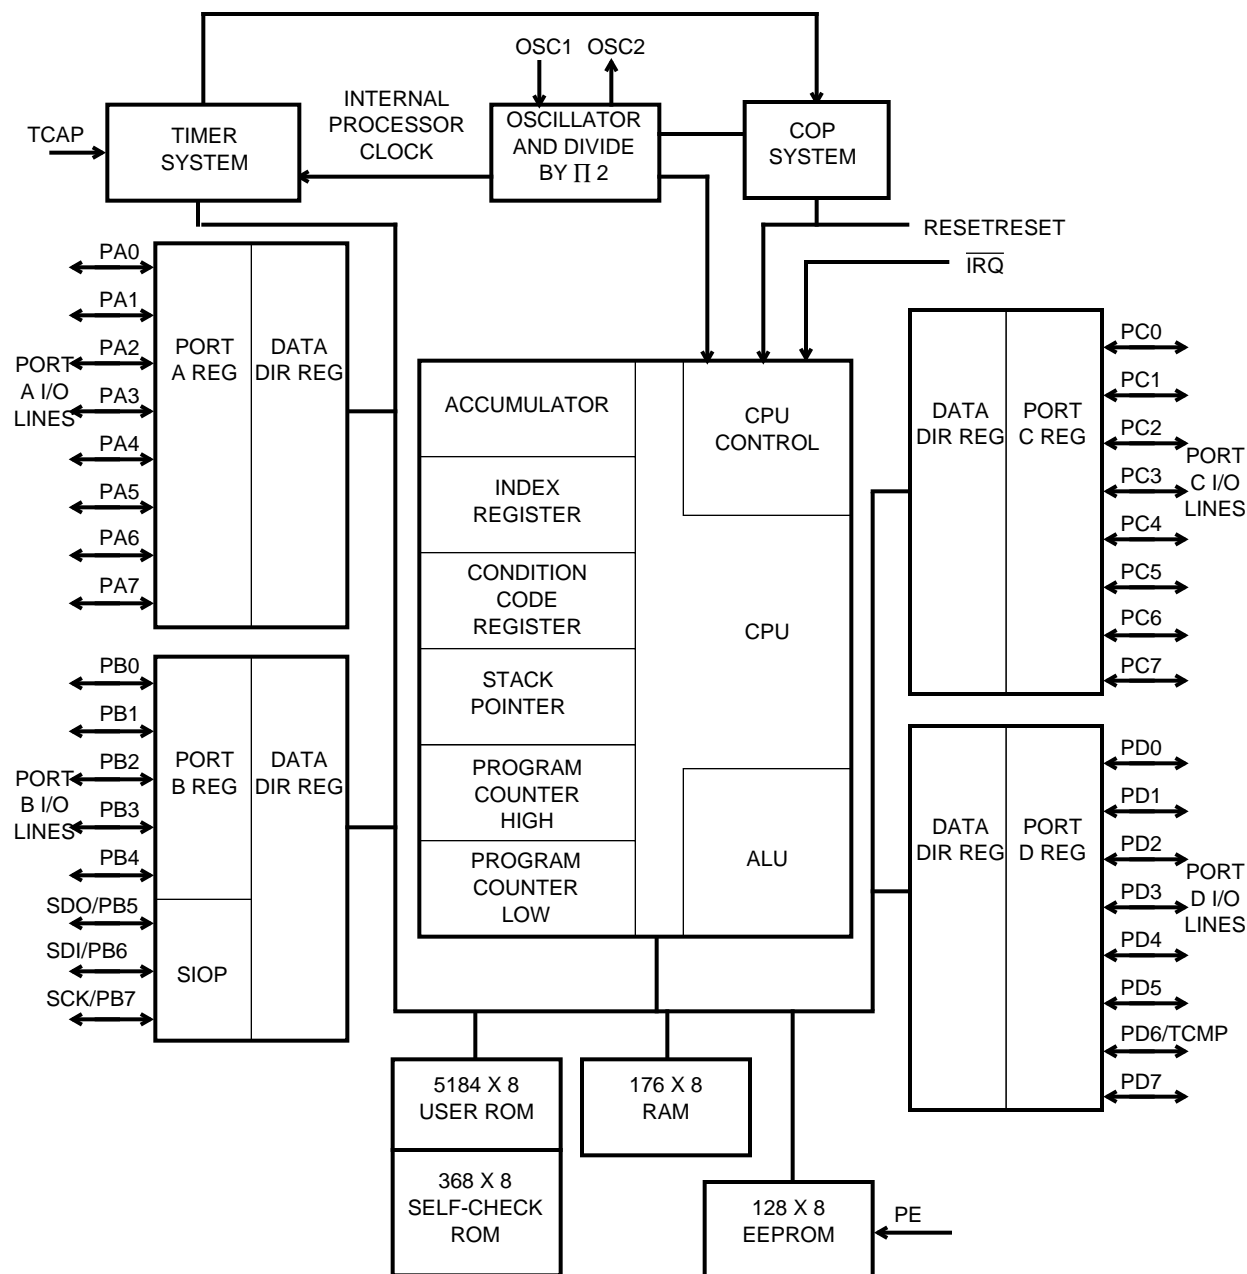 OSC1 OSC2
TCAP
TIMER
SYSTEM
INTERNAL
PROCESSOR
CLOCK
OSCILLATOR
AND DIVIDE
BY Π 2
COP
SYSTEM
RESETRESET
IRQ
PORT
A I/O
LINES
PA0
PA1
PA2
PA3
PA4
PA5
PA6
PA7
PORT
A REG
DATA
DIR REG
ACCUMULATOR
INDEX
REGISTER
CONDITION
CODE
REGISTER
STACK
POINTER
PROGRAM
COUNTER
HIGH
PROGRAM
COUNTER
LOW
CPU
CONTROL
CPU
ALU
DATA
DIR REG
PORT
C REG
PC0
PC1
PC2
PC3
PC4
PC5
PC6
PC7
PORT
C I/O
LINES
PORT
B I/O
LINES
PB0
PB1
PB2
PB3
PB4
SDO/PB5
SDI/PB6
SCK/PB7
PORT
B REG
DATA
DIR REG
SIOP
DATA
DIR REG
PORT
D REG
PD0
PD1
PD2
PD3
PD4
PD5
PD6/TCMP
PD7
PORT
D I/O
LINES
5184 X 8
USER ROM
368 X 8
SELF-CHECK
ROM
176 X 8
RAM
128 X 8
EEPROM
PE